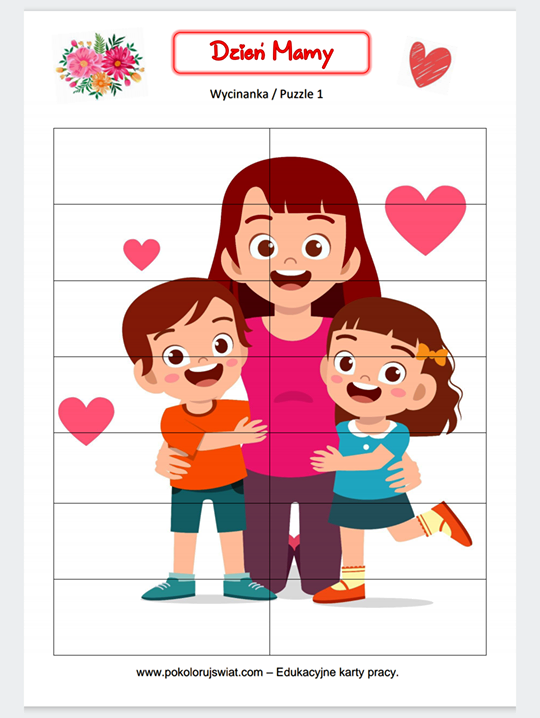 Dzień Mamy
Wycinanka / Puzzle 1
www.pokolorujswiat.com – Edukacyjne karty pracy.